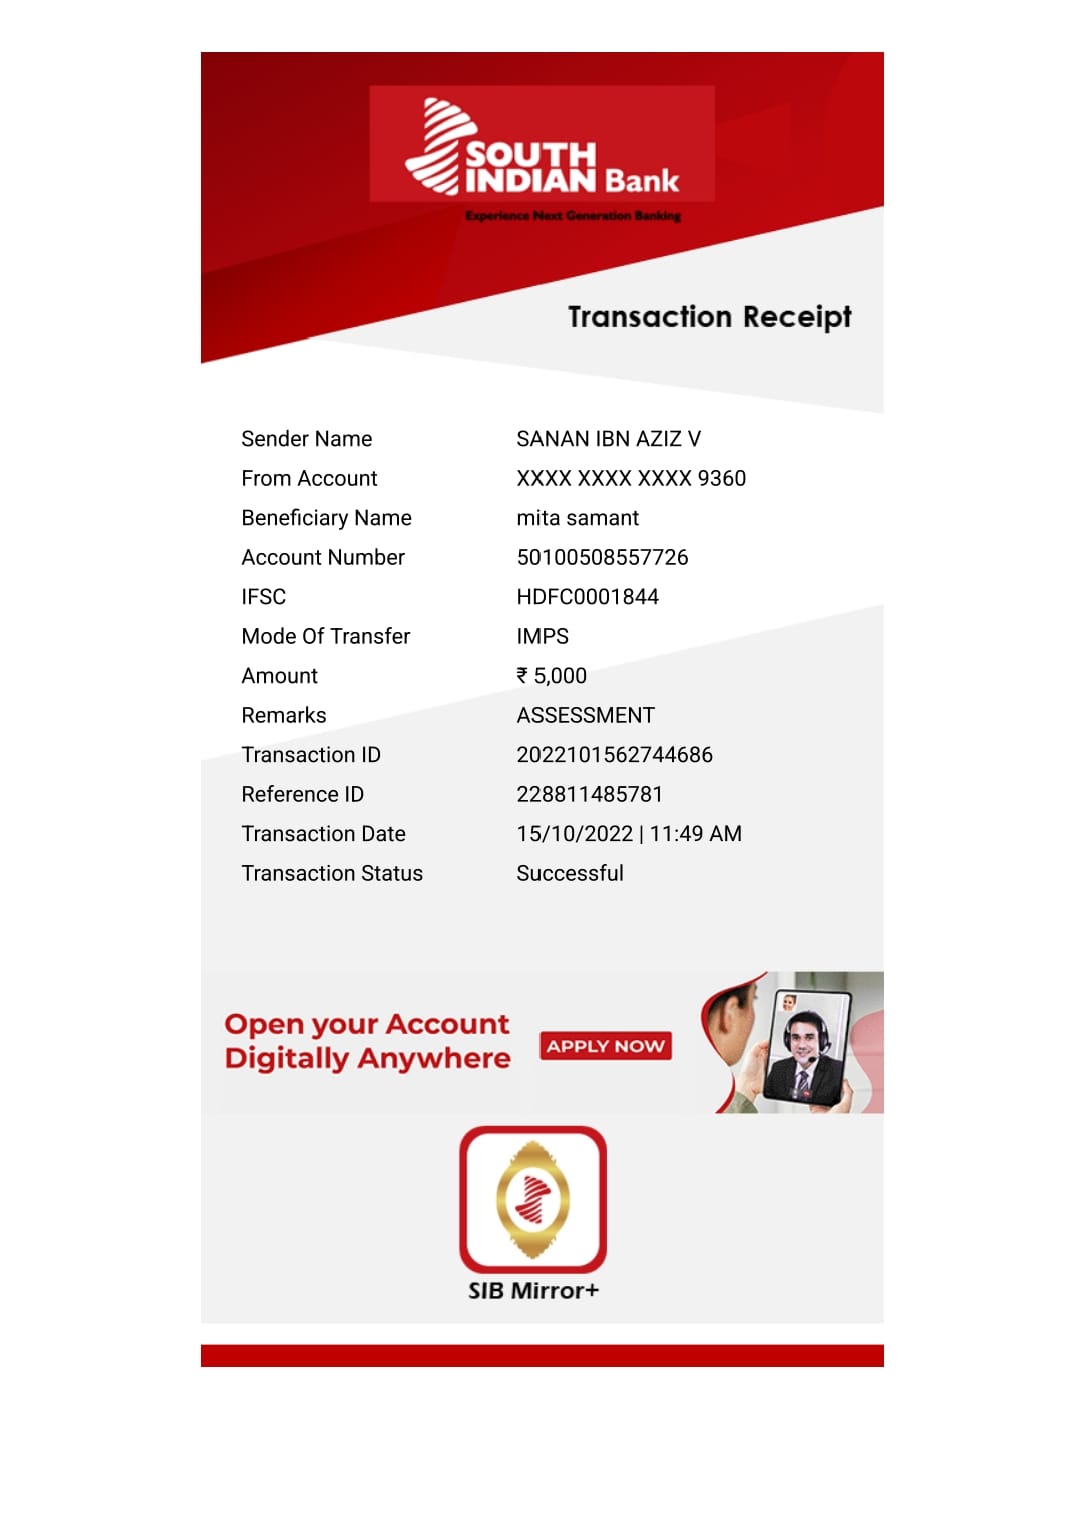 SOUTH
INDIAN Bank
Experience Next Generation Banking
Transaction Receipt
Sender Name SANAN IBN AZIZ V
From Account XXXX XXXX XXXX 9360
Beneficiary Name mita samant
Account Number 50100508557726
IFSC HDFC0001844
Mode Of Transfer IMPS
Amount ₹ 5,000
Remarks ASSESSMENT
Transaction ID 2022101562744686
Reference ID 228811485781
Transaction Date 15/10/2022 | 11:49 AM
Transaction Status Successful
Open your Account
Digitally Anywhere
APPLY NOW
SIB Mirror+